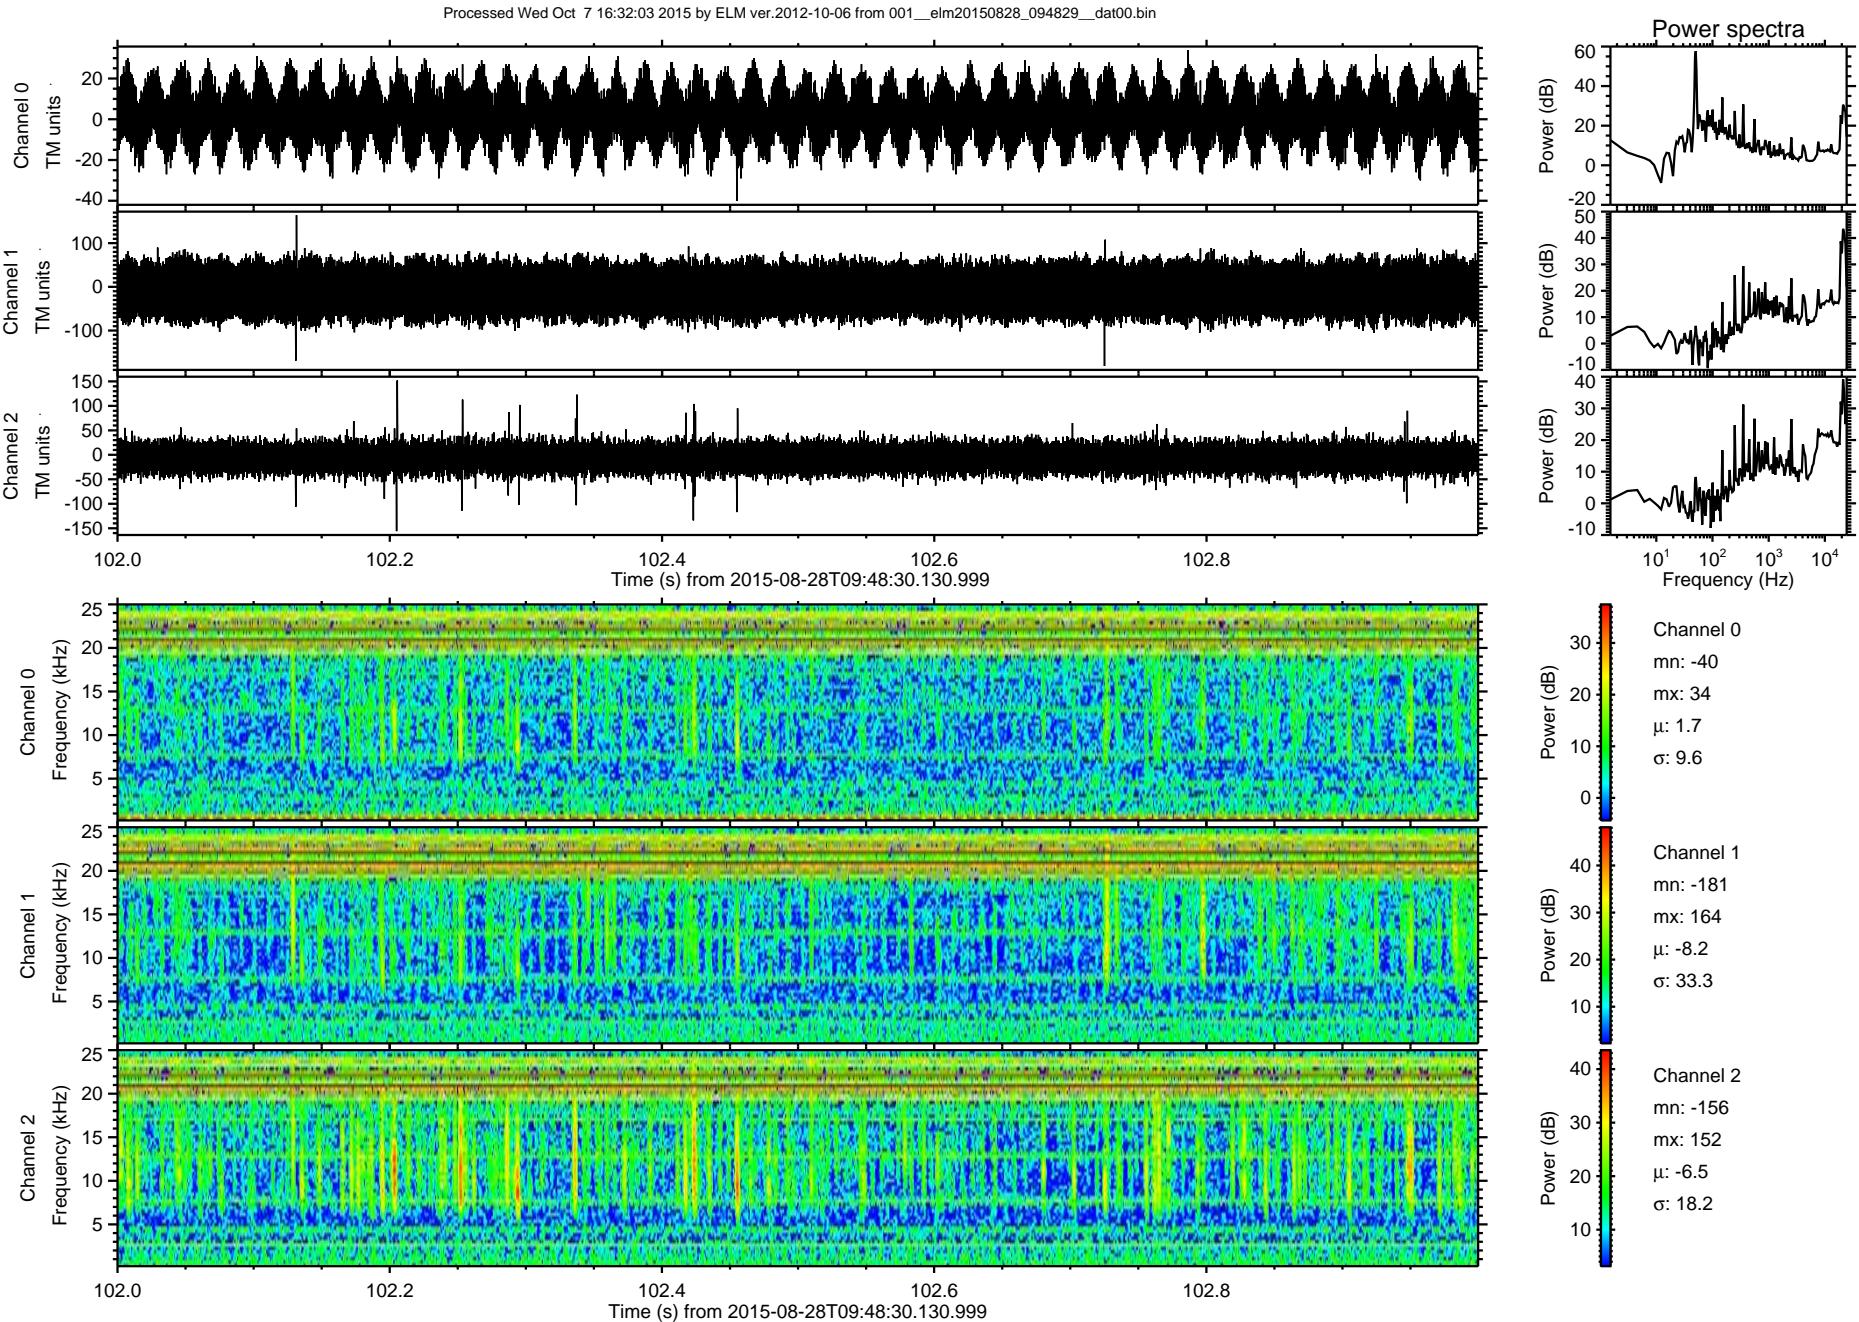 Processed Wed Oct  7 16:32:03 2015 by ELM ver.2012-10-06 from 001__elm20150828_094829__dat00.bin
Power spectra
Channel 0
TM units
20
0
-20
-40
Power (dB)
60
40
20
0
-20
Channel 1
TM units
100
0
-100
Power (dB)
50
40
30
20
10
0
-10
Channel 2
TM units
150
100
50
0
-50
-100
-150
Power (dB)
40
30
20
10
0
-10
102.0 102.2 102.4 102.6 102.8
Time (s) from 2015-08-28T09:48:30.130.999
10^1 10^2 10^3 10^4
Frequency (Hz)
Channel 0
Frequency (kHz)
25
20
15
10
5
Power (dB)
30
20
10
0
Channel 0
mn: -40
mx: 34
μ: 1.7
σ: 9.6
Channel 1
Frequency (kHz)
25
20
15
10
5
Power (dB)
40
30
20
10
Channel 1
mn: -181
mx: 164
μ: -8.2
σ: 33.3
Channel 2
Frequency (kHz)
25
20
15
10
5
Power (dB)
40
30
20
10
Channel 2
mn: -156
mx: 152
μ: -6.5
σ: 18.2
102.0 102.2 102.4 102.6 102.8
Time (s) from 2015-08-28T09:48:30.130.999